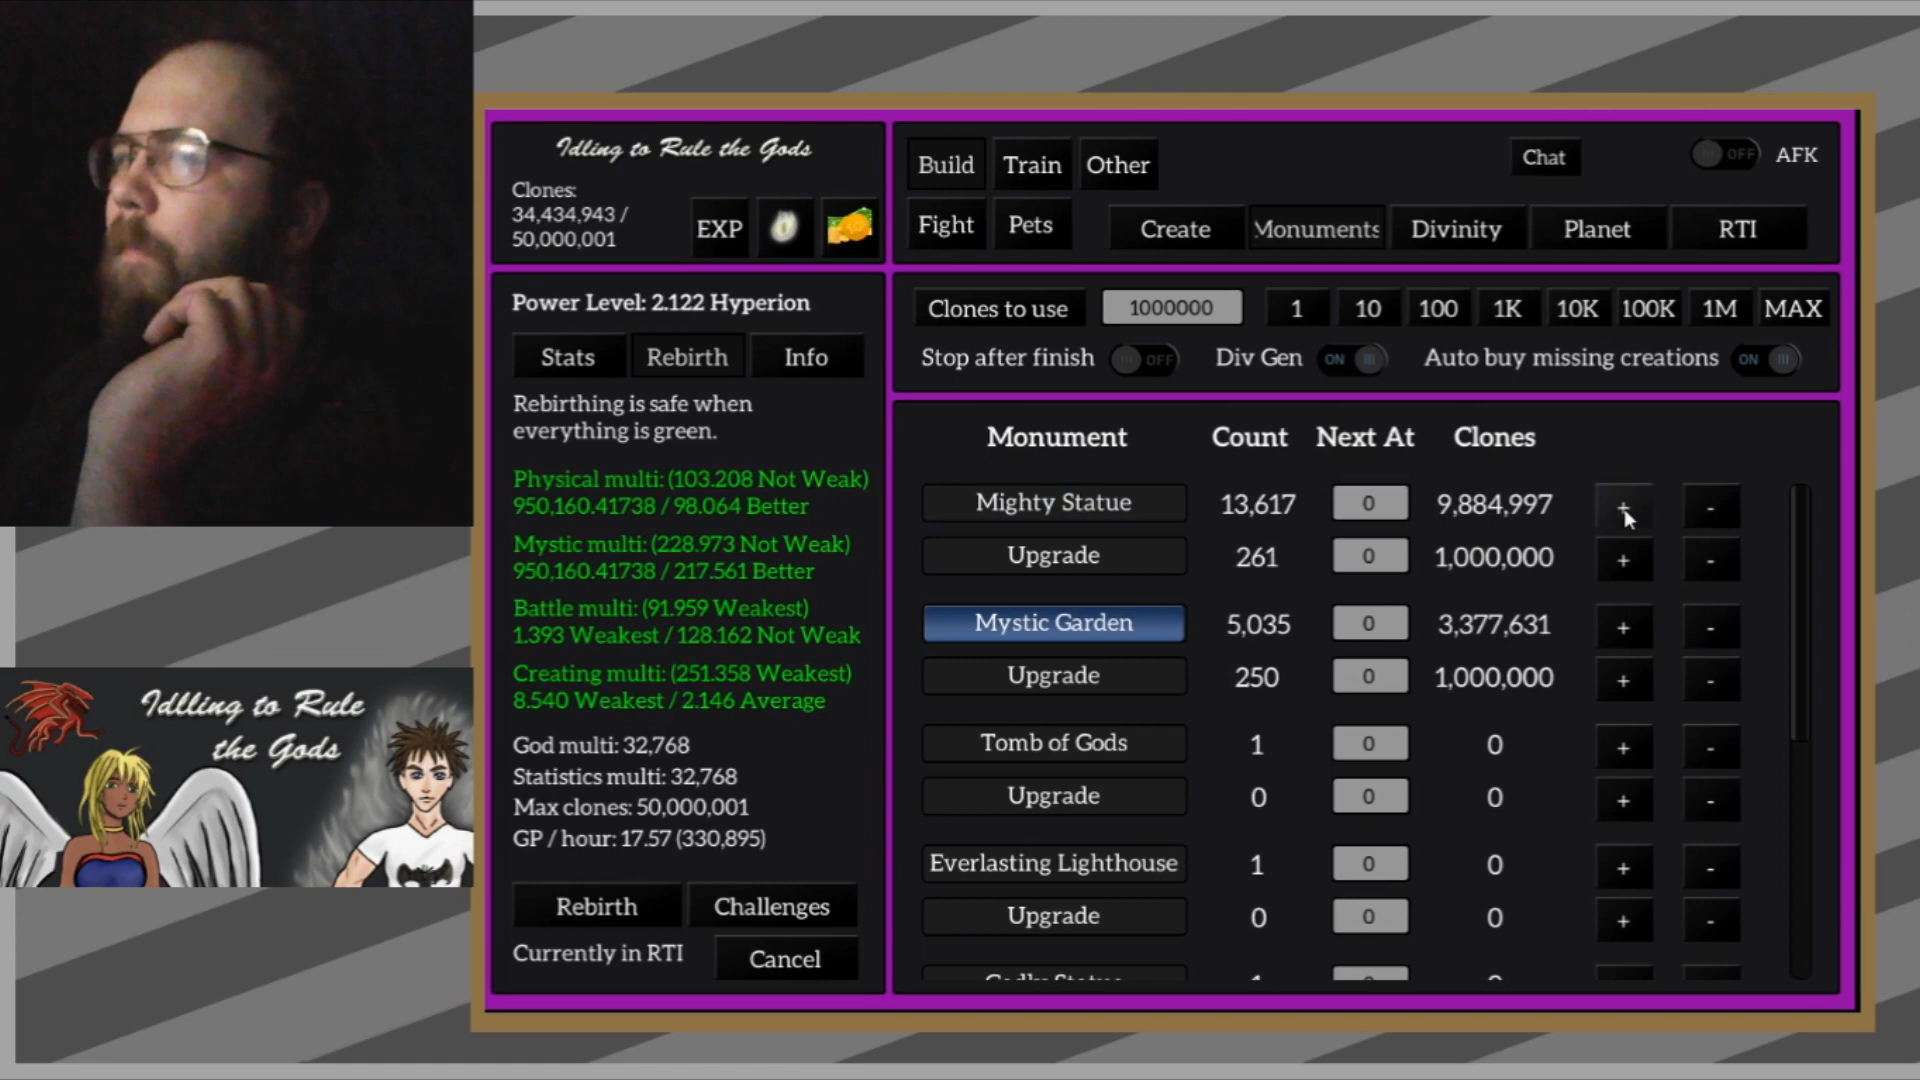 Idling to Rule the Gods
Clones:
34,434,943 /
50,000,001
EXP
Build
Train
Other
Fight
Pets
Chat
OFF
AFK
Create
Monuments
Divinity
Planet
RTI
Power Level: 2.122 Hyperion
Stats
Rebirth
Info
Rebirthing is safe when
everything is green.
Physical multi: (103.208 Not Weak)
950,160.41738 / 98.064 Better
Mystic multi: (228.973 Not Weak)
950,160.41738 / 217.561 Better
Battle multi: (91.959 Weakest)
1.393 Weakest / 128.162 Not Weak
Creating multi: (251.358 Weakest)
8.540 Weakest / 2.146 Average
God multi: 32,768
Statistics multi: 32,768
Max clones: 50,000,001
GP / hour: 17.57 (330,895)
Rebirth
Challenges
Currently in RTI
Cancel
Clones to use
1000000
1
10
100
1K
10K
100K
1M
MAX
Stop after finish
OFF
Div Gen
ON
Auto buy missing creations
ON
Monument Count Next At Clones
Mighty Statue 13,617 0 9,884,997 + -
Upgrade 261 0 1,000,000 + -
Mystic Garden 5,035 0 3,377,631 + -
Upgrade 250 0 1,000,000 + -
Tomb of Gods 1 0 0 + -
Upgrade 0 0 0 + -
Everlasting Lighthouse 1 0 0 + -
Upgrade 0 0 0 + -
Godly Statue 1 0 0
Idlling to Rule
the Gods